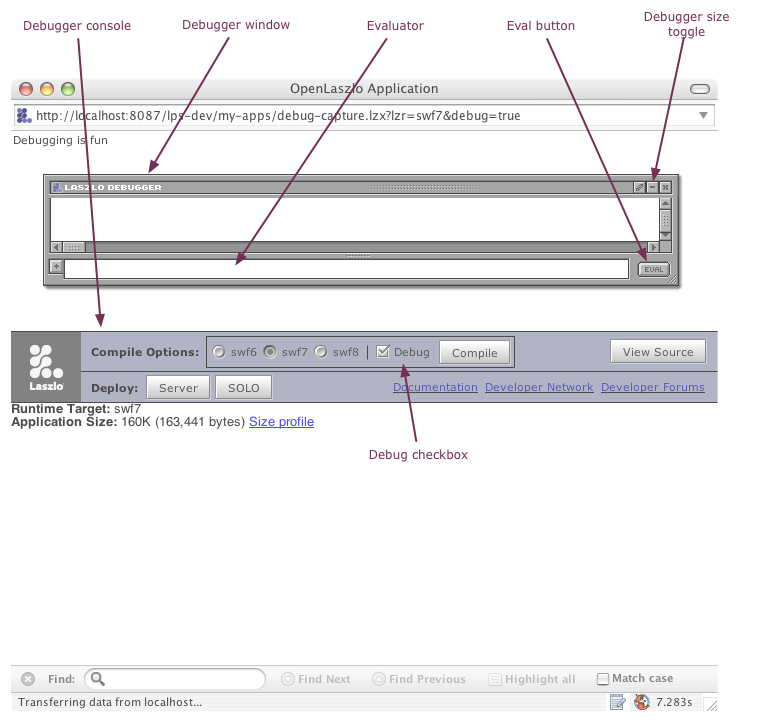 Debugger console
Debugger window
Evaluator
Eval button
Debugger size
toggle
OpenLaszlo Application
http://localhost:8087/lps-dev/my-apps/debug-capture.lzx?lzr=swf7&debug=true
Debugging is fun
LASZLO DEBUGGER
EVAL
Compile Options: swf6 swf7 swf8 | Debug Compile View Source
Laszlo
Deploy: Server SOLO Documentation Developer Network Developer Forums
Runtime Target: swf7
Application Size: 160K (163,441 bytes) Size profile
Debug checkbox
Find: Find Next Find Previous Highlight all Match case
Transferring data from localhost... 7.283s